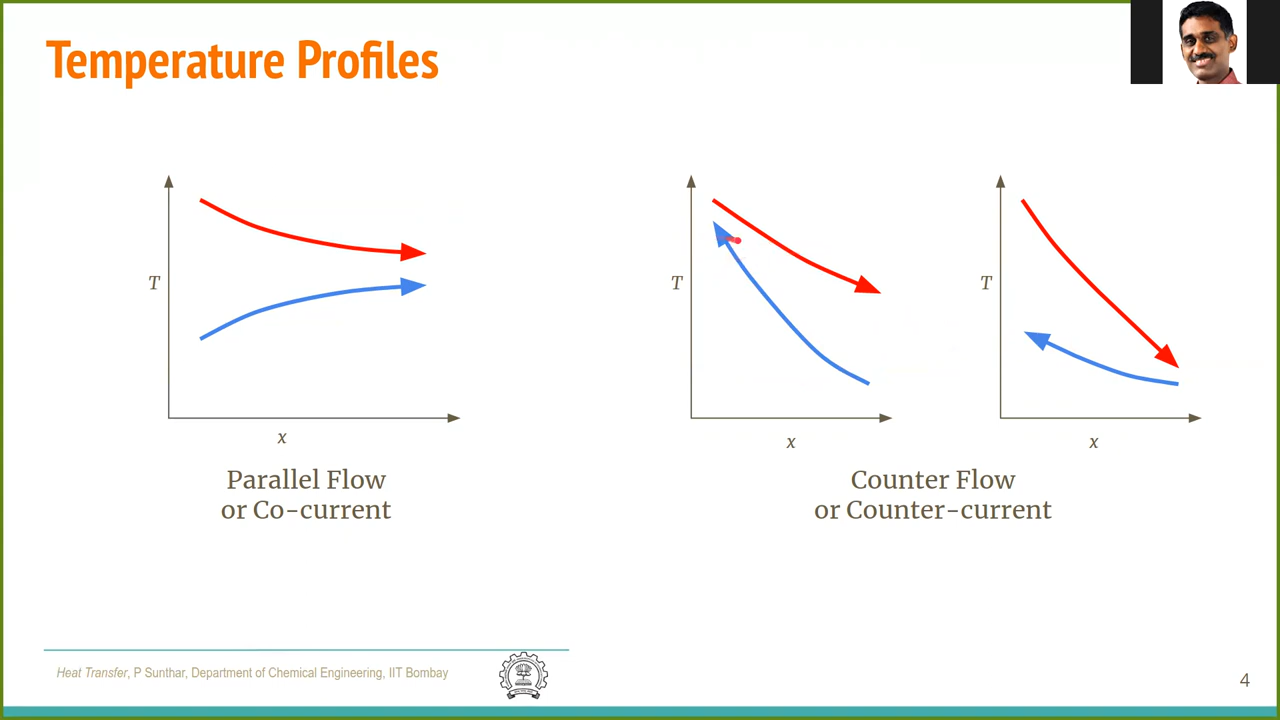 Temperature Profiles
T
x
Parallel Flow
or Co-current
T
x
T
x
Counter Flow
or Counter-current
Heat Transfer, P Sunthar, Department of Chemical Engineering, IIT Bombay
4